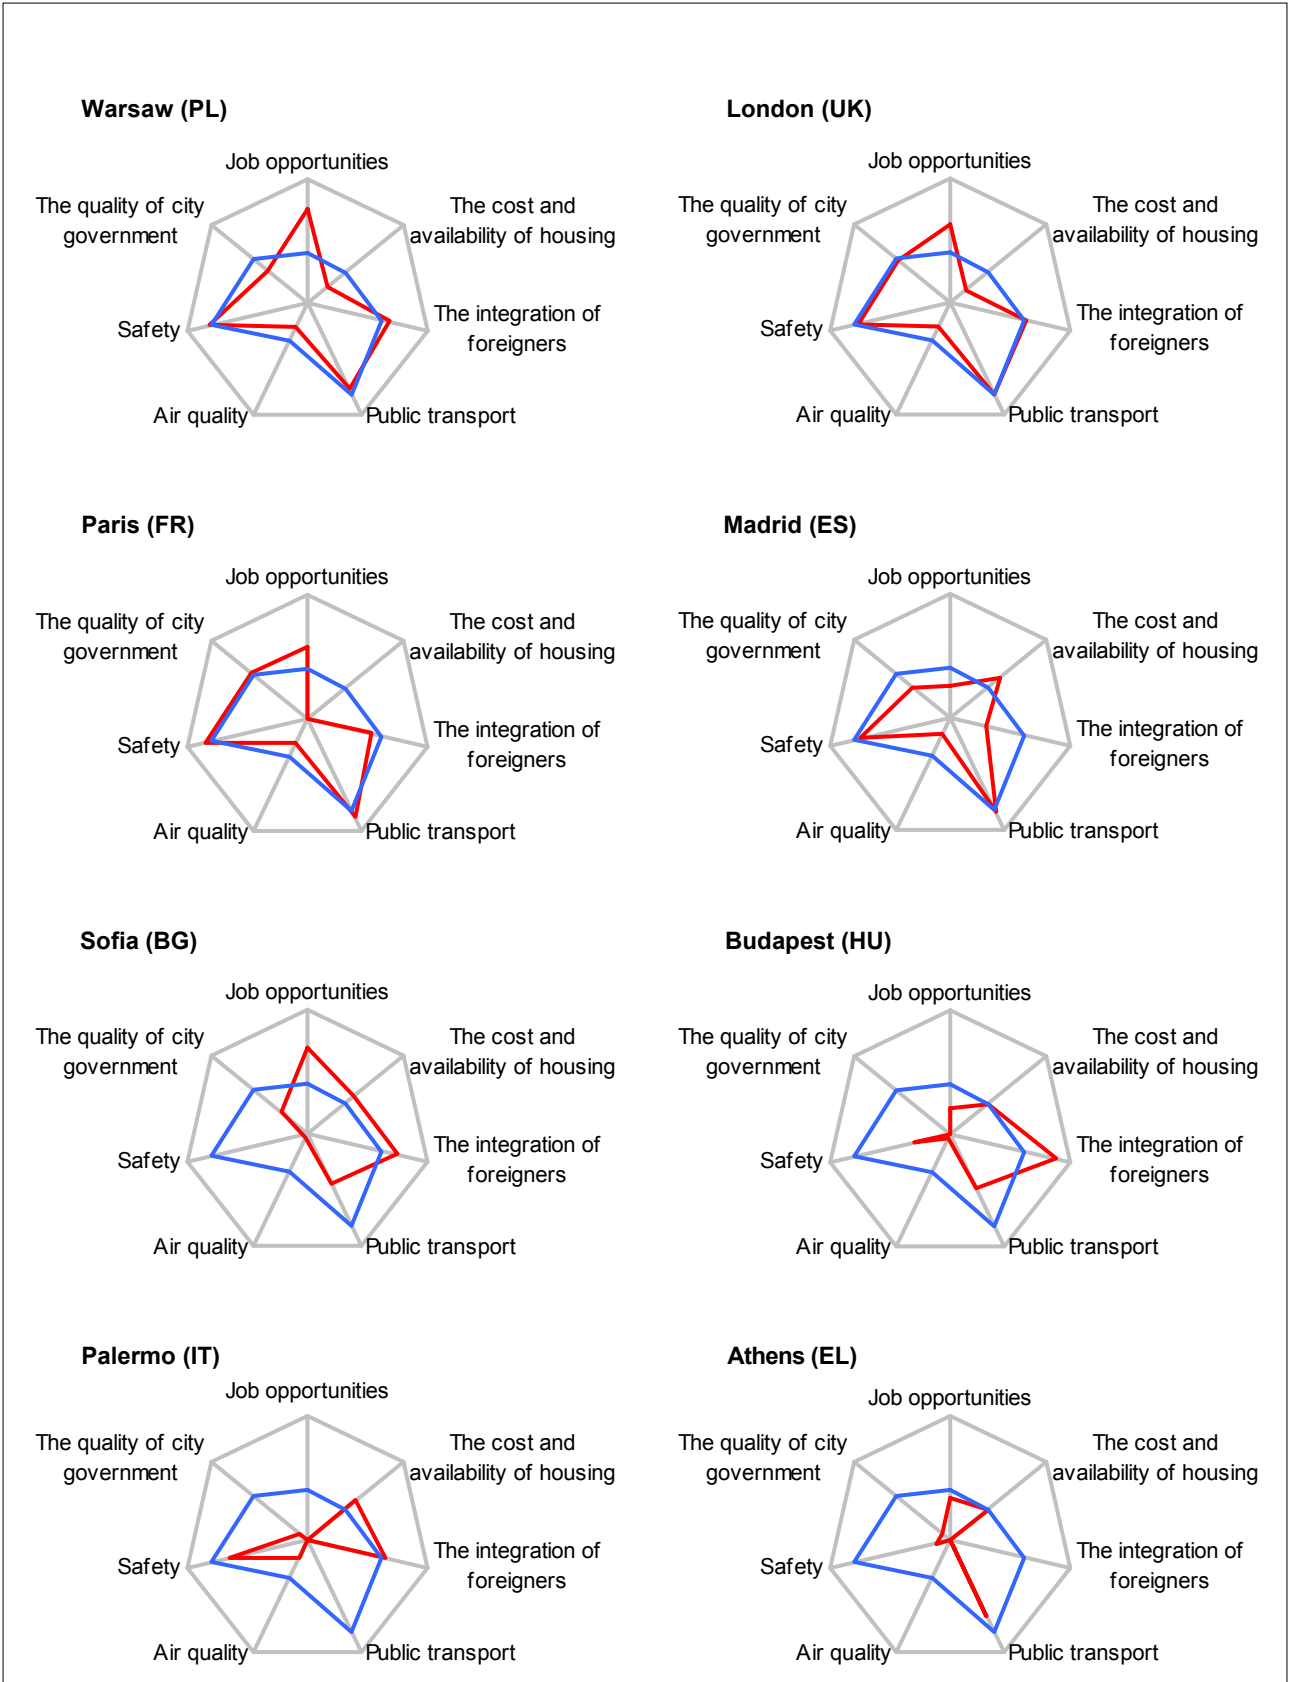 Warsaw (PL)
Job opportunities
The quality of city
government
The cost and
availability of housing
Safety
The integration of
foreigners
Air quality
Public transport
London (UK)
Job opportunities
The quality of city
government
The cost and
availability of housing
Safety
The integration of
foreigners
Air quality
Public transport
Paris (FR)
Job opportunities
The quality of city
government
The cost and
availability of housing
Safety
The integration of
foreigners
Air quality
Public transport
Madrid (ES)
Job opportunities
The quality of city
government
The cost and
availability of housing
Safety
The integration of
foreigners
Air quality
Public transport
Sofia (BG)
Job opportunities
The quality of city
government
The cost and
availability of housing
Safety
The integration of
foreigners
Air quality
Public transport
Budapest (HU)
Job opportunities
The quality of city
government
The cost and
availability of housing
Safety
The integration of
foreigners
Air quality
Public transport
Palermo (IT)
Job opportunities
The quality of city
government
The cost and
availability of housing
Safety
The integration of
foreigners
Air quality
Public transport
Athens (EL)
Job opportunities
The quality of city
government
The cost and
availability of housing
Safety
The integration of
foreigners
Air quality
Public transport